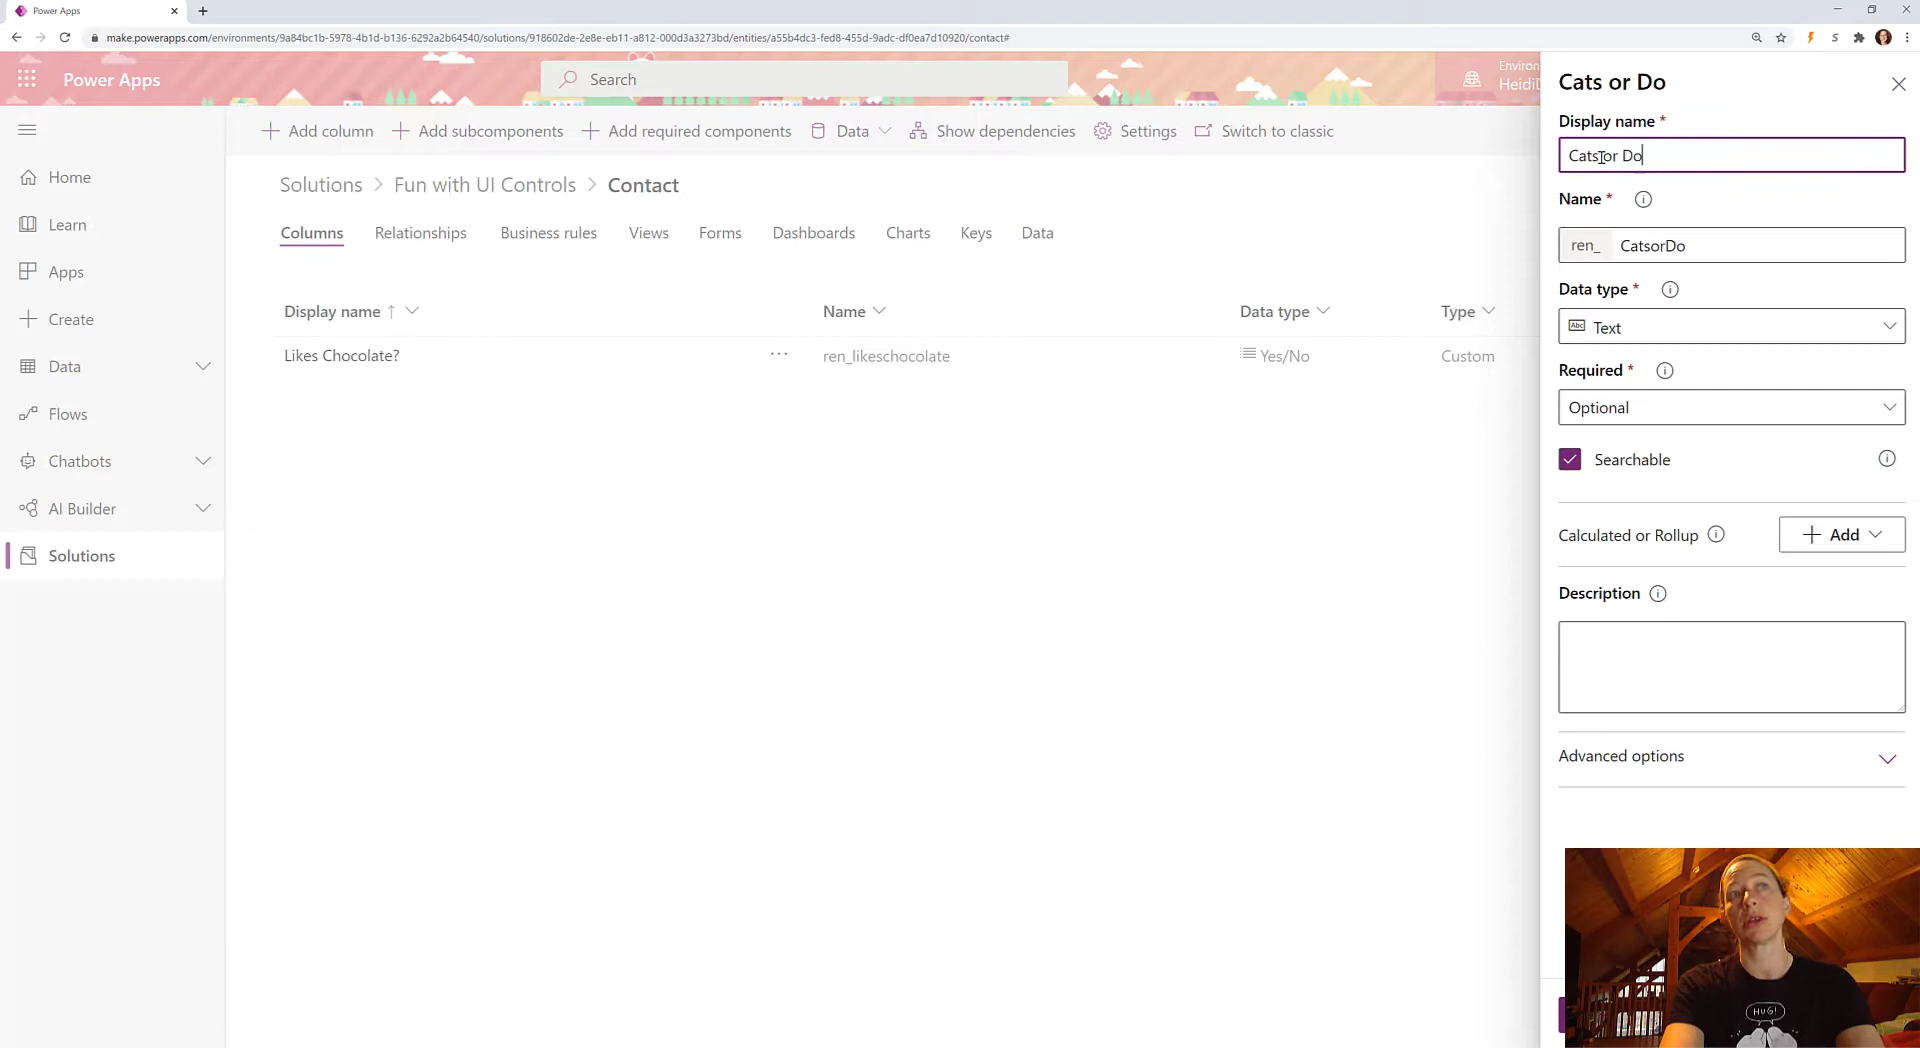 Power Apps
make.powerapps.com/environments/9a84bc1b-5978-4b1d-b136-6292a2b64540/solutions/918602de-2e8e-eb11-a812-000d3a3273bd/entities/a55b4dc3-fed8-455d-9adc-df0ea7d10920/contact#
Power Apps
Search
Environ
HeidiD
Add column
Add subcomponents
Add required components
Data
Show dependencies
Settings
Switch to classic
Home
Learn
Apps
Create
Data
Flows
Chatbots
AI Builder
Solutions
Solutions > Fun with UI Controls > Contact
Columns
Relationships
Business rules
Views
Forms
Dashboards
Charts
Keys
Data
Display name ↑
Name
Data type
Type
Likes Chocolate?
...
ren_likeschocolate
Yes/No
Custom
Cats or Do
Display name *
Cats or Do
Name *
ren_ CatsorDo
Data type *
Abc Text
Required *
Optional
Searchable
Calculated or Rollup
Add
Description
Advanced options
HUG!